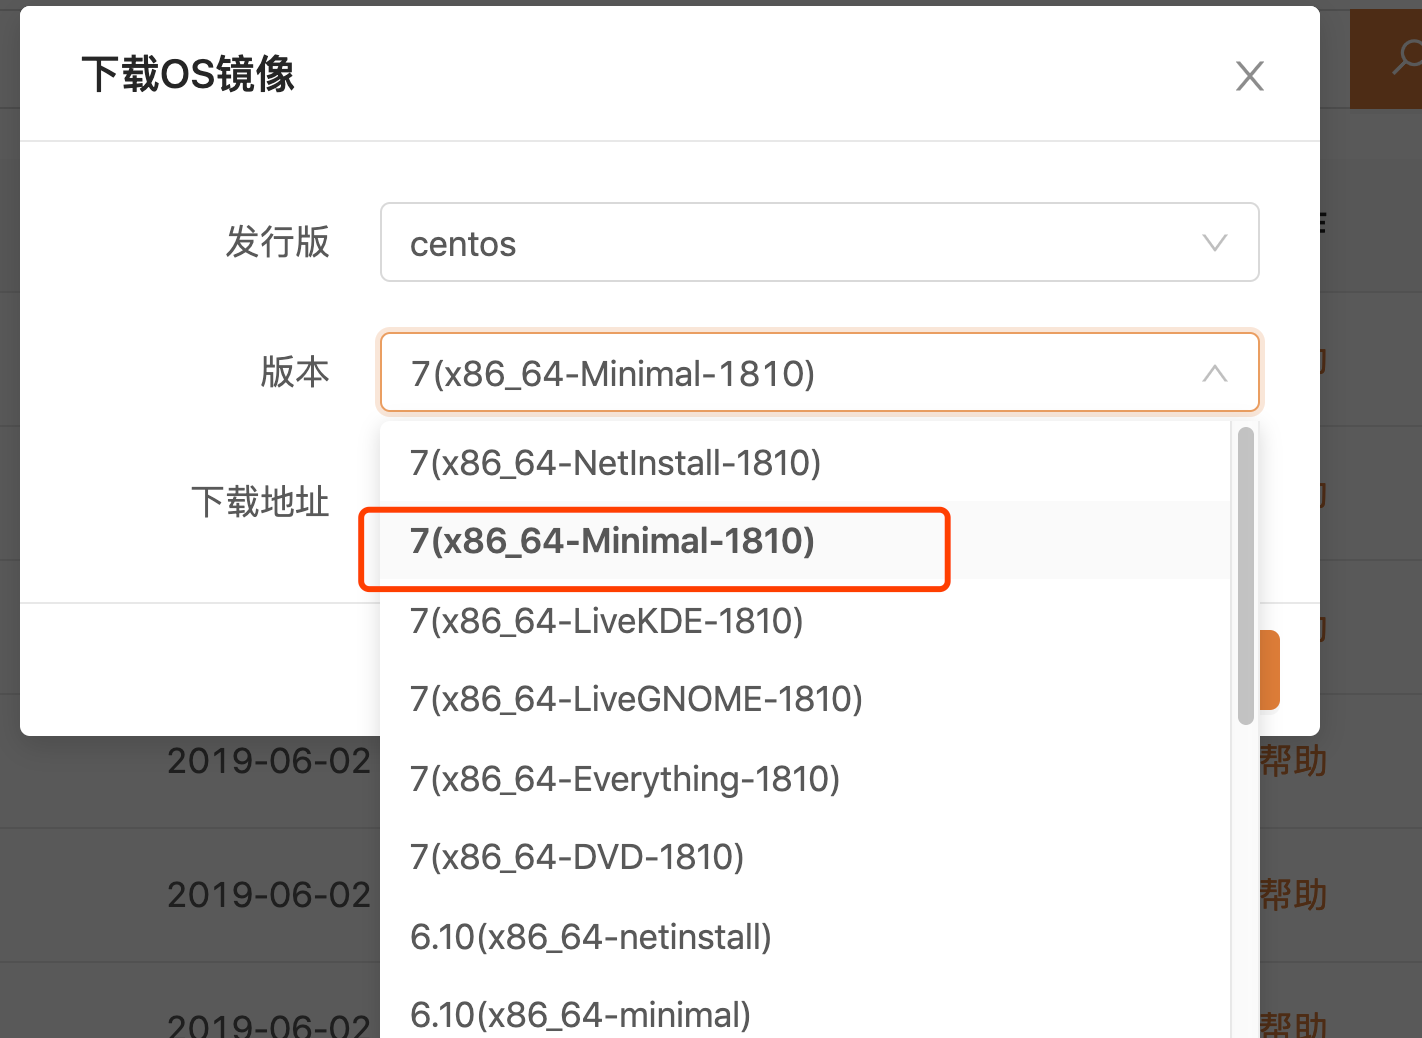 下载OS镜像
发行版
centos
版本
7(x86_64-Minimal-1810)
下载地址
7(x86_64-NetInstall-1810)
7(x86_64-Minimal-1810)
7(x86_64-LiveKDE-1810)
7(x86_64-LiveGNOME-1810)
7(x86_64-Everything-1810)
7(x86_64-DVD-1810)
6.10(x86_64-netinstall)
6.10(x86_64-minimal)
2019-06-02
帮助
2019-06-02
帮助
2019-06-02
帮助